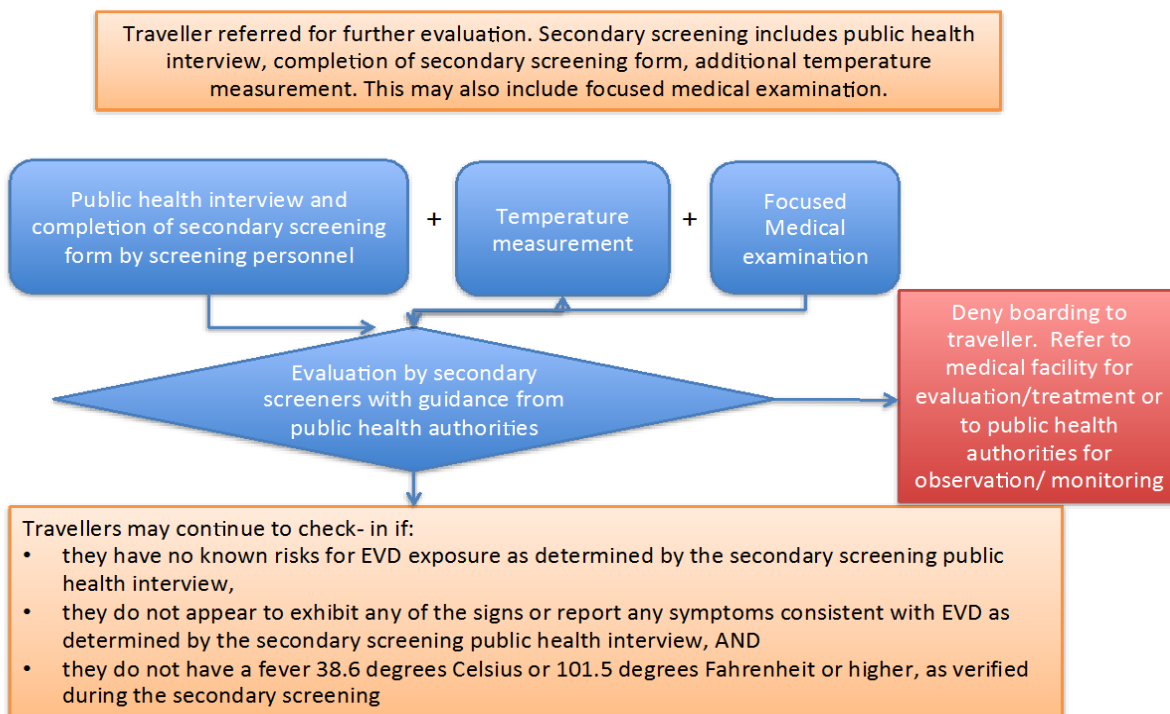 Traveller referred for further evaluation. Secondary screening includes public health
interview, completion of secondary screening form, additional temperature
measurement. This may also include focused medical examination.
Public health interview and
completion of secondary screening
form by screening personnel
+
Temperature
measurement
+
Focused
Medical
examination
Deny boarding to
traveller. Refer to
medical facility for
evaluation/treatment or
to public health
authorities for
observation/ monitoring
Evaluation by secondary
screeners with guidance from
public health authorities
Travellers may continue to check- in if:
• they have no known risks for EVD exposure as determined by the secondary screening public
health interview,
• they do not appear to exhibit any of the signs or report any symptoms consistent with EVD as
determined by the secondary screening public health interview, AND
• they do not have a fever 38.6 degrees Celsius or 101.5 degrees Fahrenheit or higher, as verified
during the secondary screening